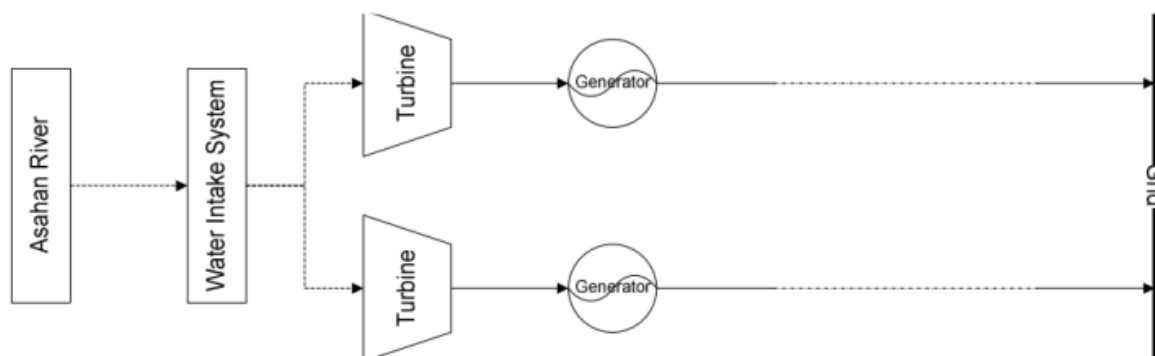 Asahan River
Water Intake System
Turbine
Generator
Turbine
Generator